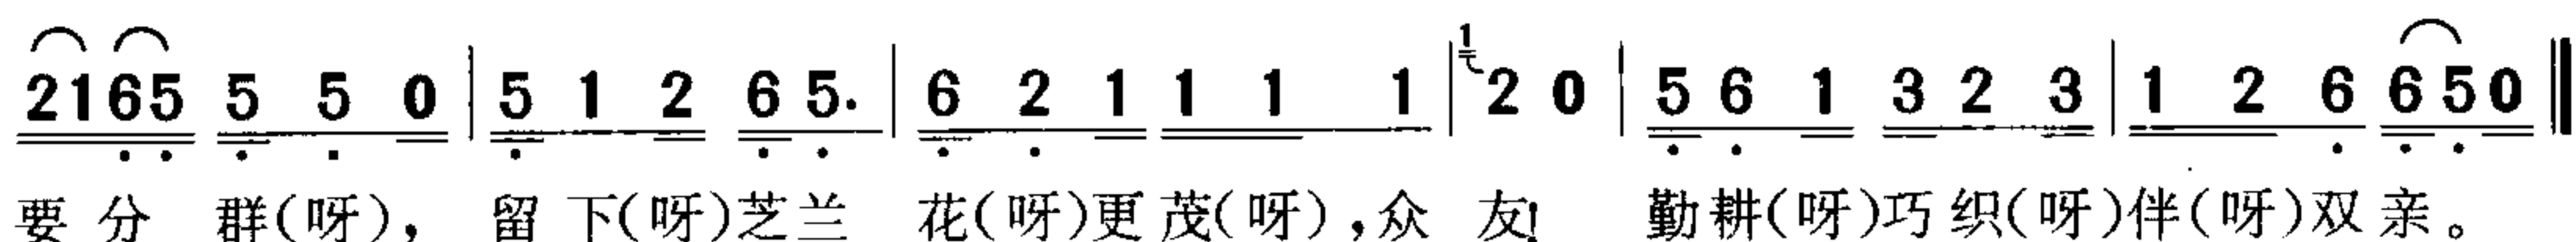 2165 5 5 0 | 5 1 2 6 5. | 6 2 1 1 1 1 | 1 2 0 | 5 6 1 3 2 3 | 1 2 6 6 5 0
要分 群(呀), 留下(呀)芝兰 花(呀)更茂(呀),众友! 勤耕(呀)巧织(呀)伴(呀)双亲。